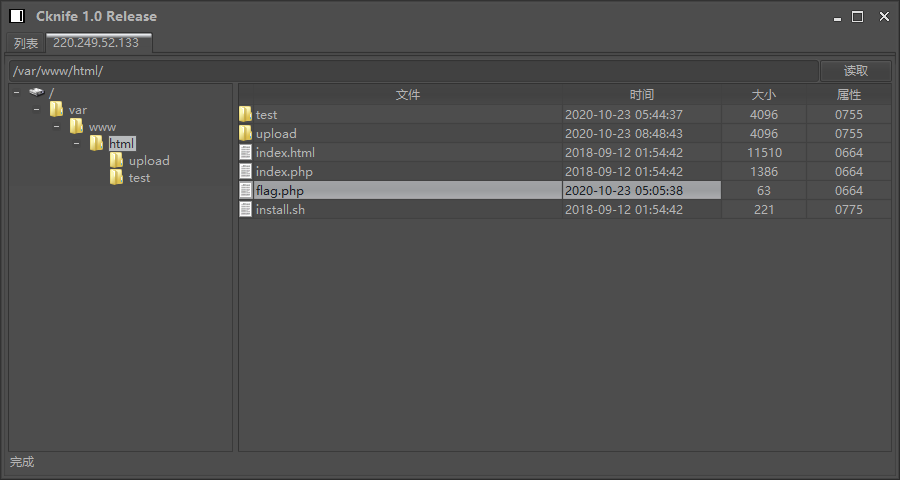 Cknife 1.0 Release
列表 220.249.52.133
/var/www/html/ 读取
/
var
www
html
upload
test
文件 时间 大小 属性
test 2020-10-23 05:44:37 4096 0755
upload 2020-10-23 08:48:43 4096 0755
index.html 2018-09-12 01:54:42 11510 0664
index.php 2018-09-12 01:54:42 1386 0664
flag.php 2020-10-23 05:05:38 63 0664
install.sh 2018-09-12 01:54:42 221 0775
完成